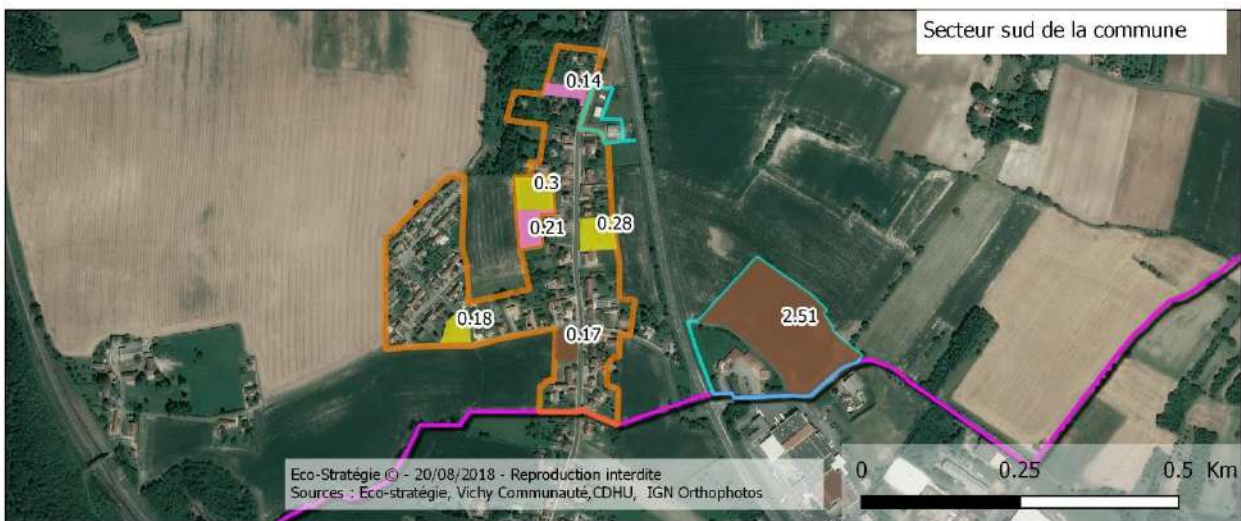 Secteur sud de la commune
0.14
0.3
0.21
0.28
0.18
0.17
2.51
Eco-Stratégie © - 20/08/2018 - Reproduction interdite
Sources : Eco-stratégie, Vichy Communauté,CDHU, IGN Orthophotos
0 0.25 0.5 Km